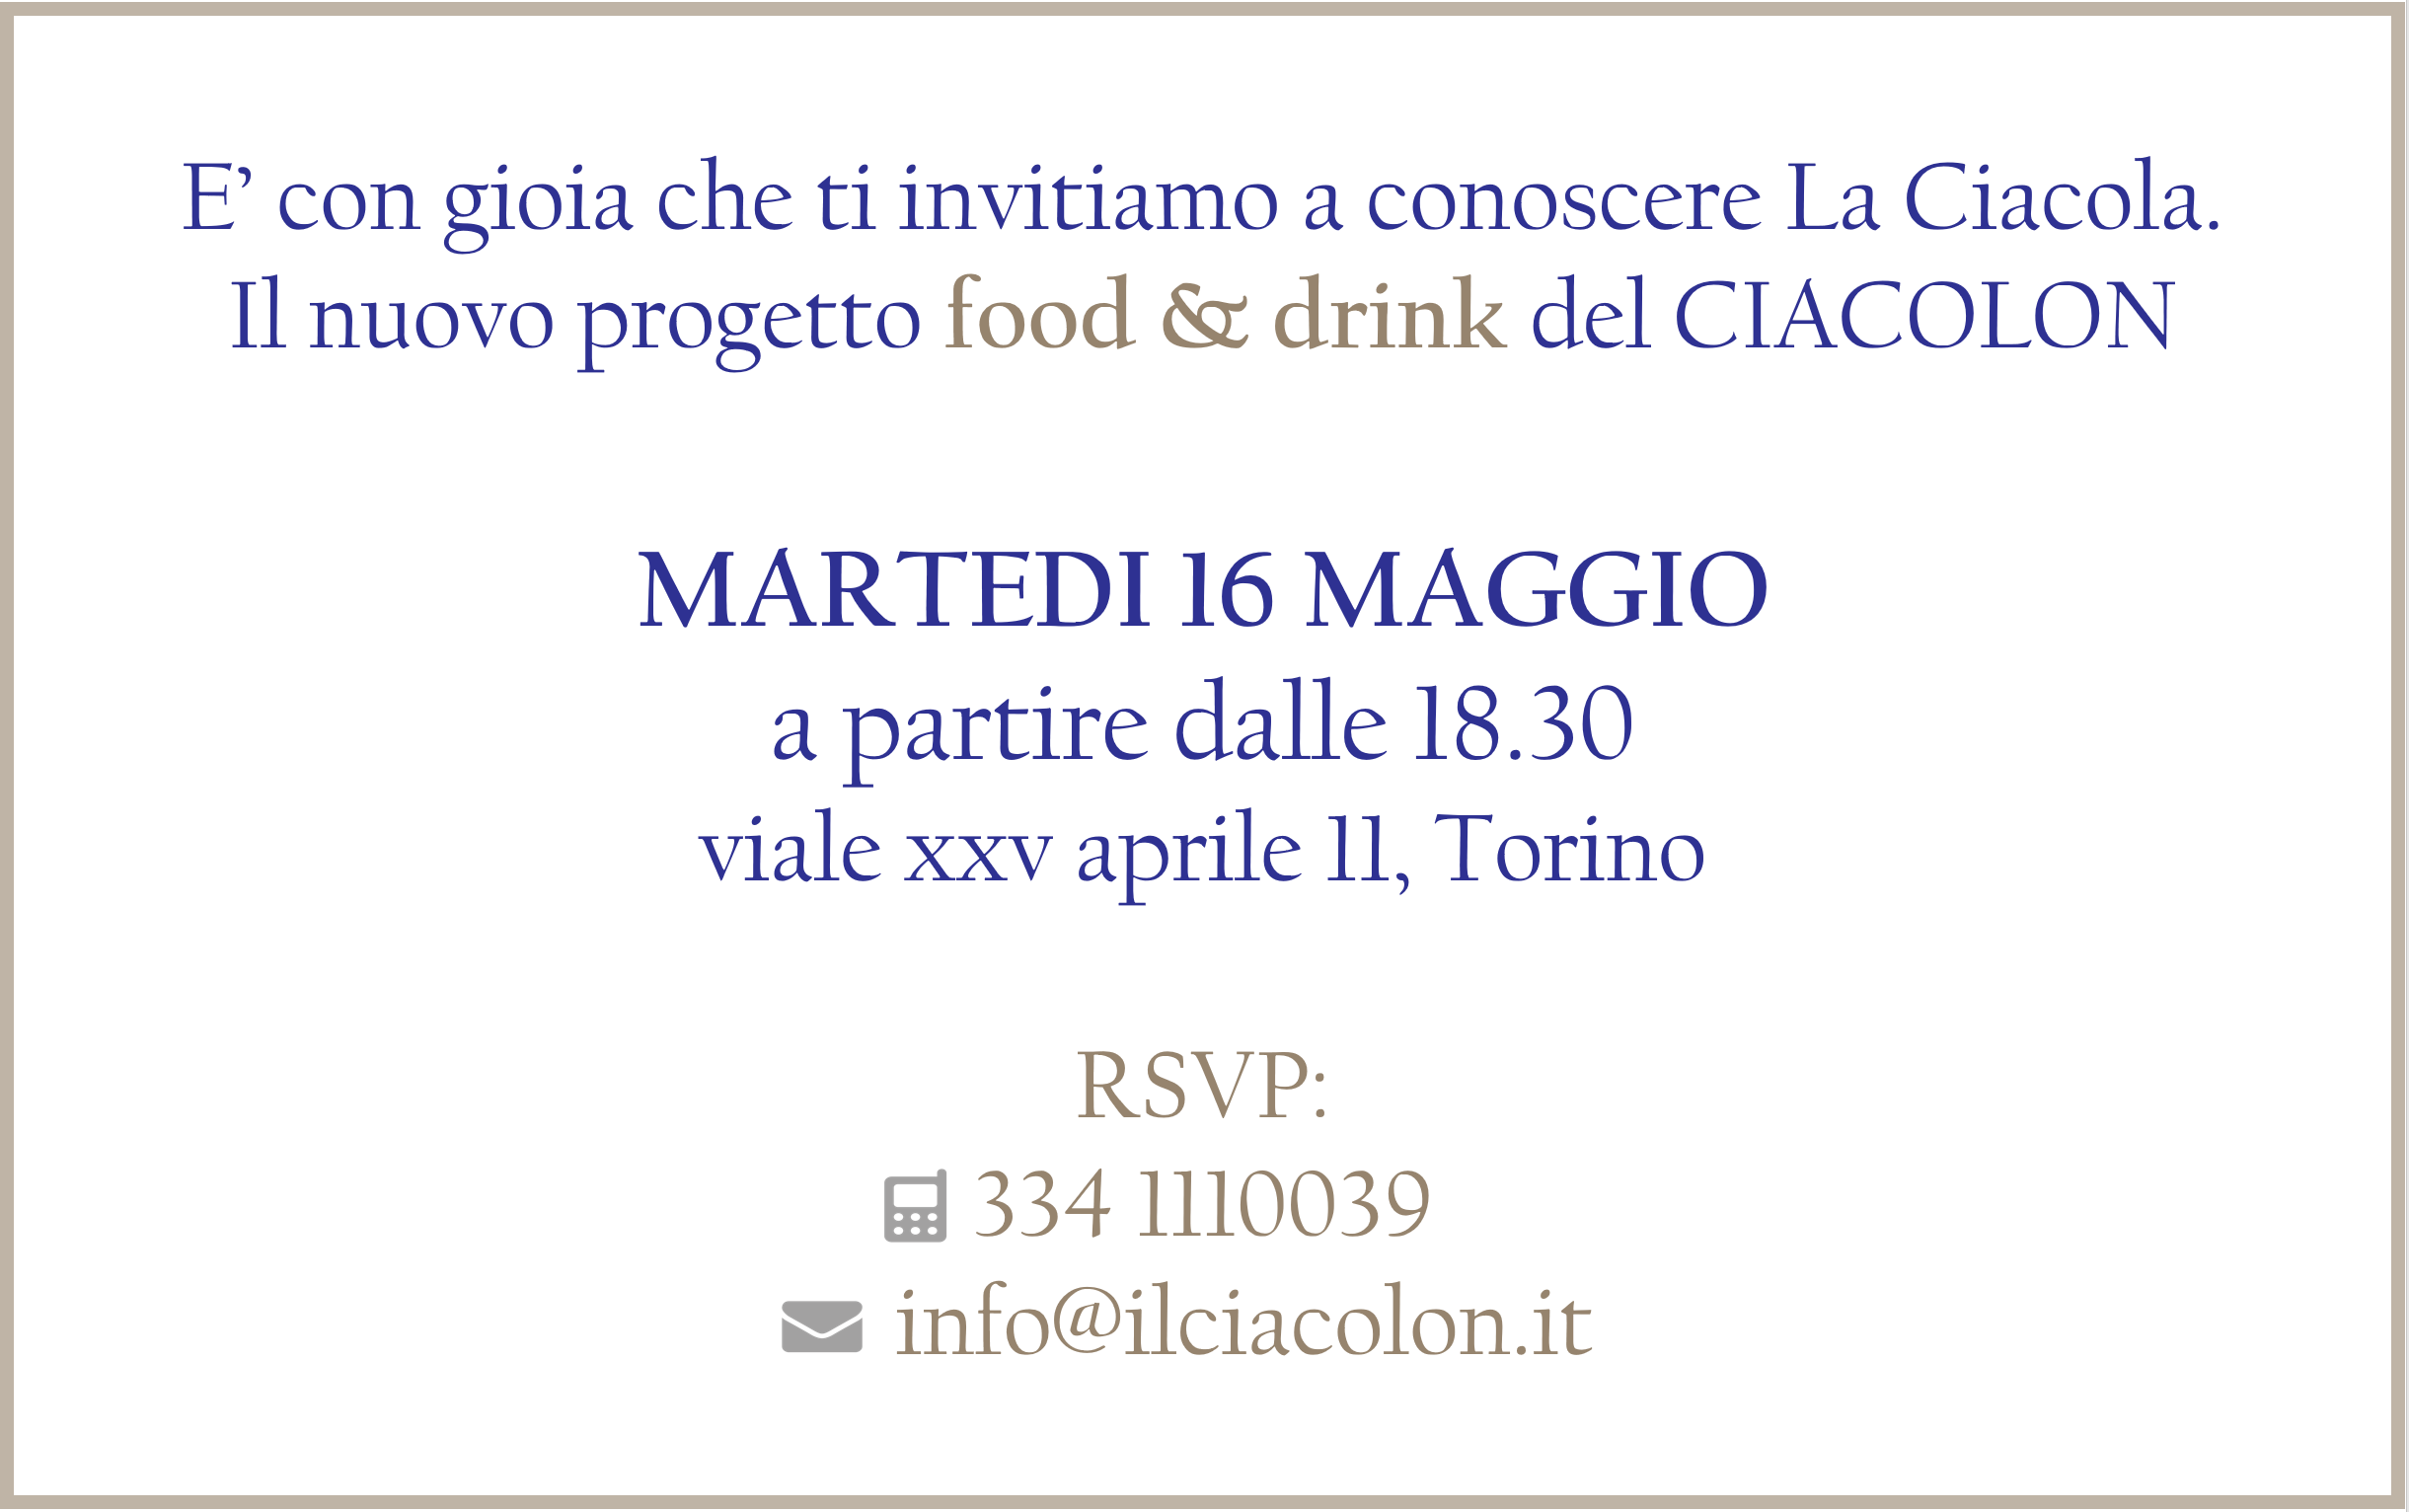 E’ con gioia che ti invitiamo a conoscere La Ciacola.
Il nuovo progetto food & drink del CIACOLON
MARTEDI 16 MAGGIO
a partire dalle 18.30
viale xxv aprile 11, Torino
RSVP:
334 1110039
info@ilciacolon.it